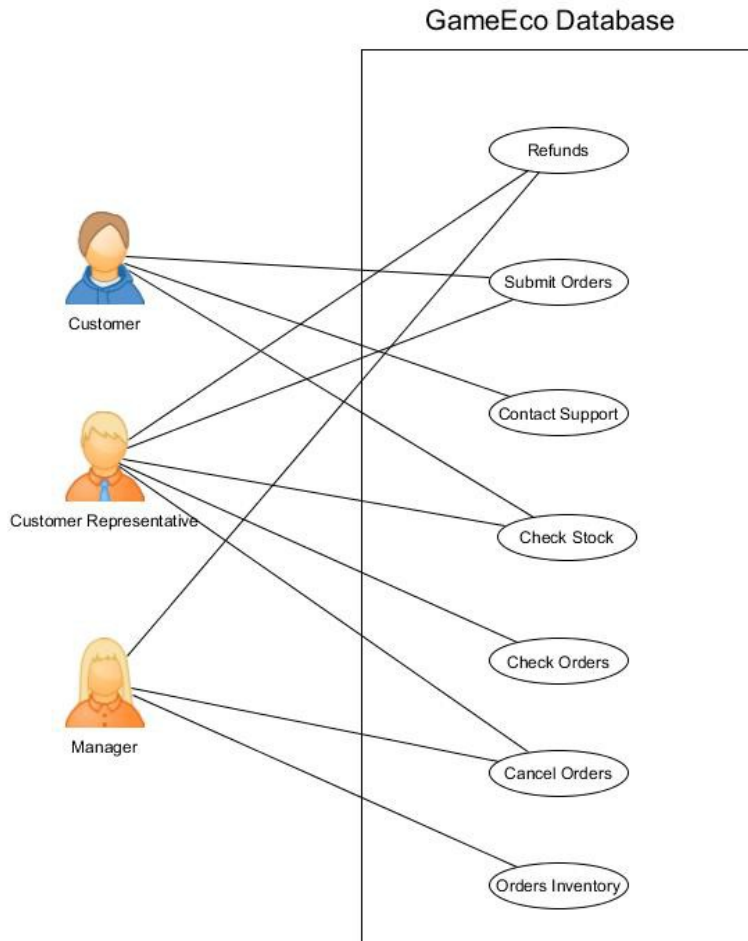 GameEco Database
Refunds
Customer
Submit Orders
Contact Support
Customer Representative
Check Stock
Check Orders
Manager
Cancel Orders
Orders Inventory